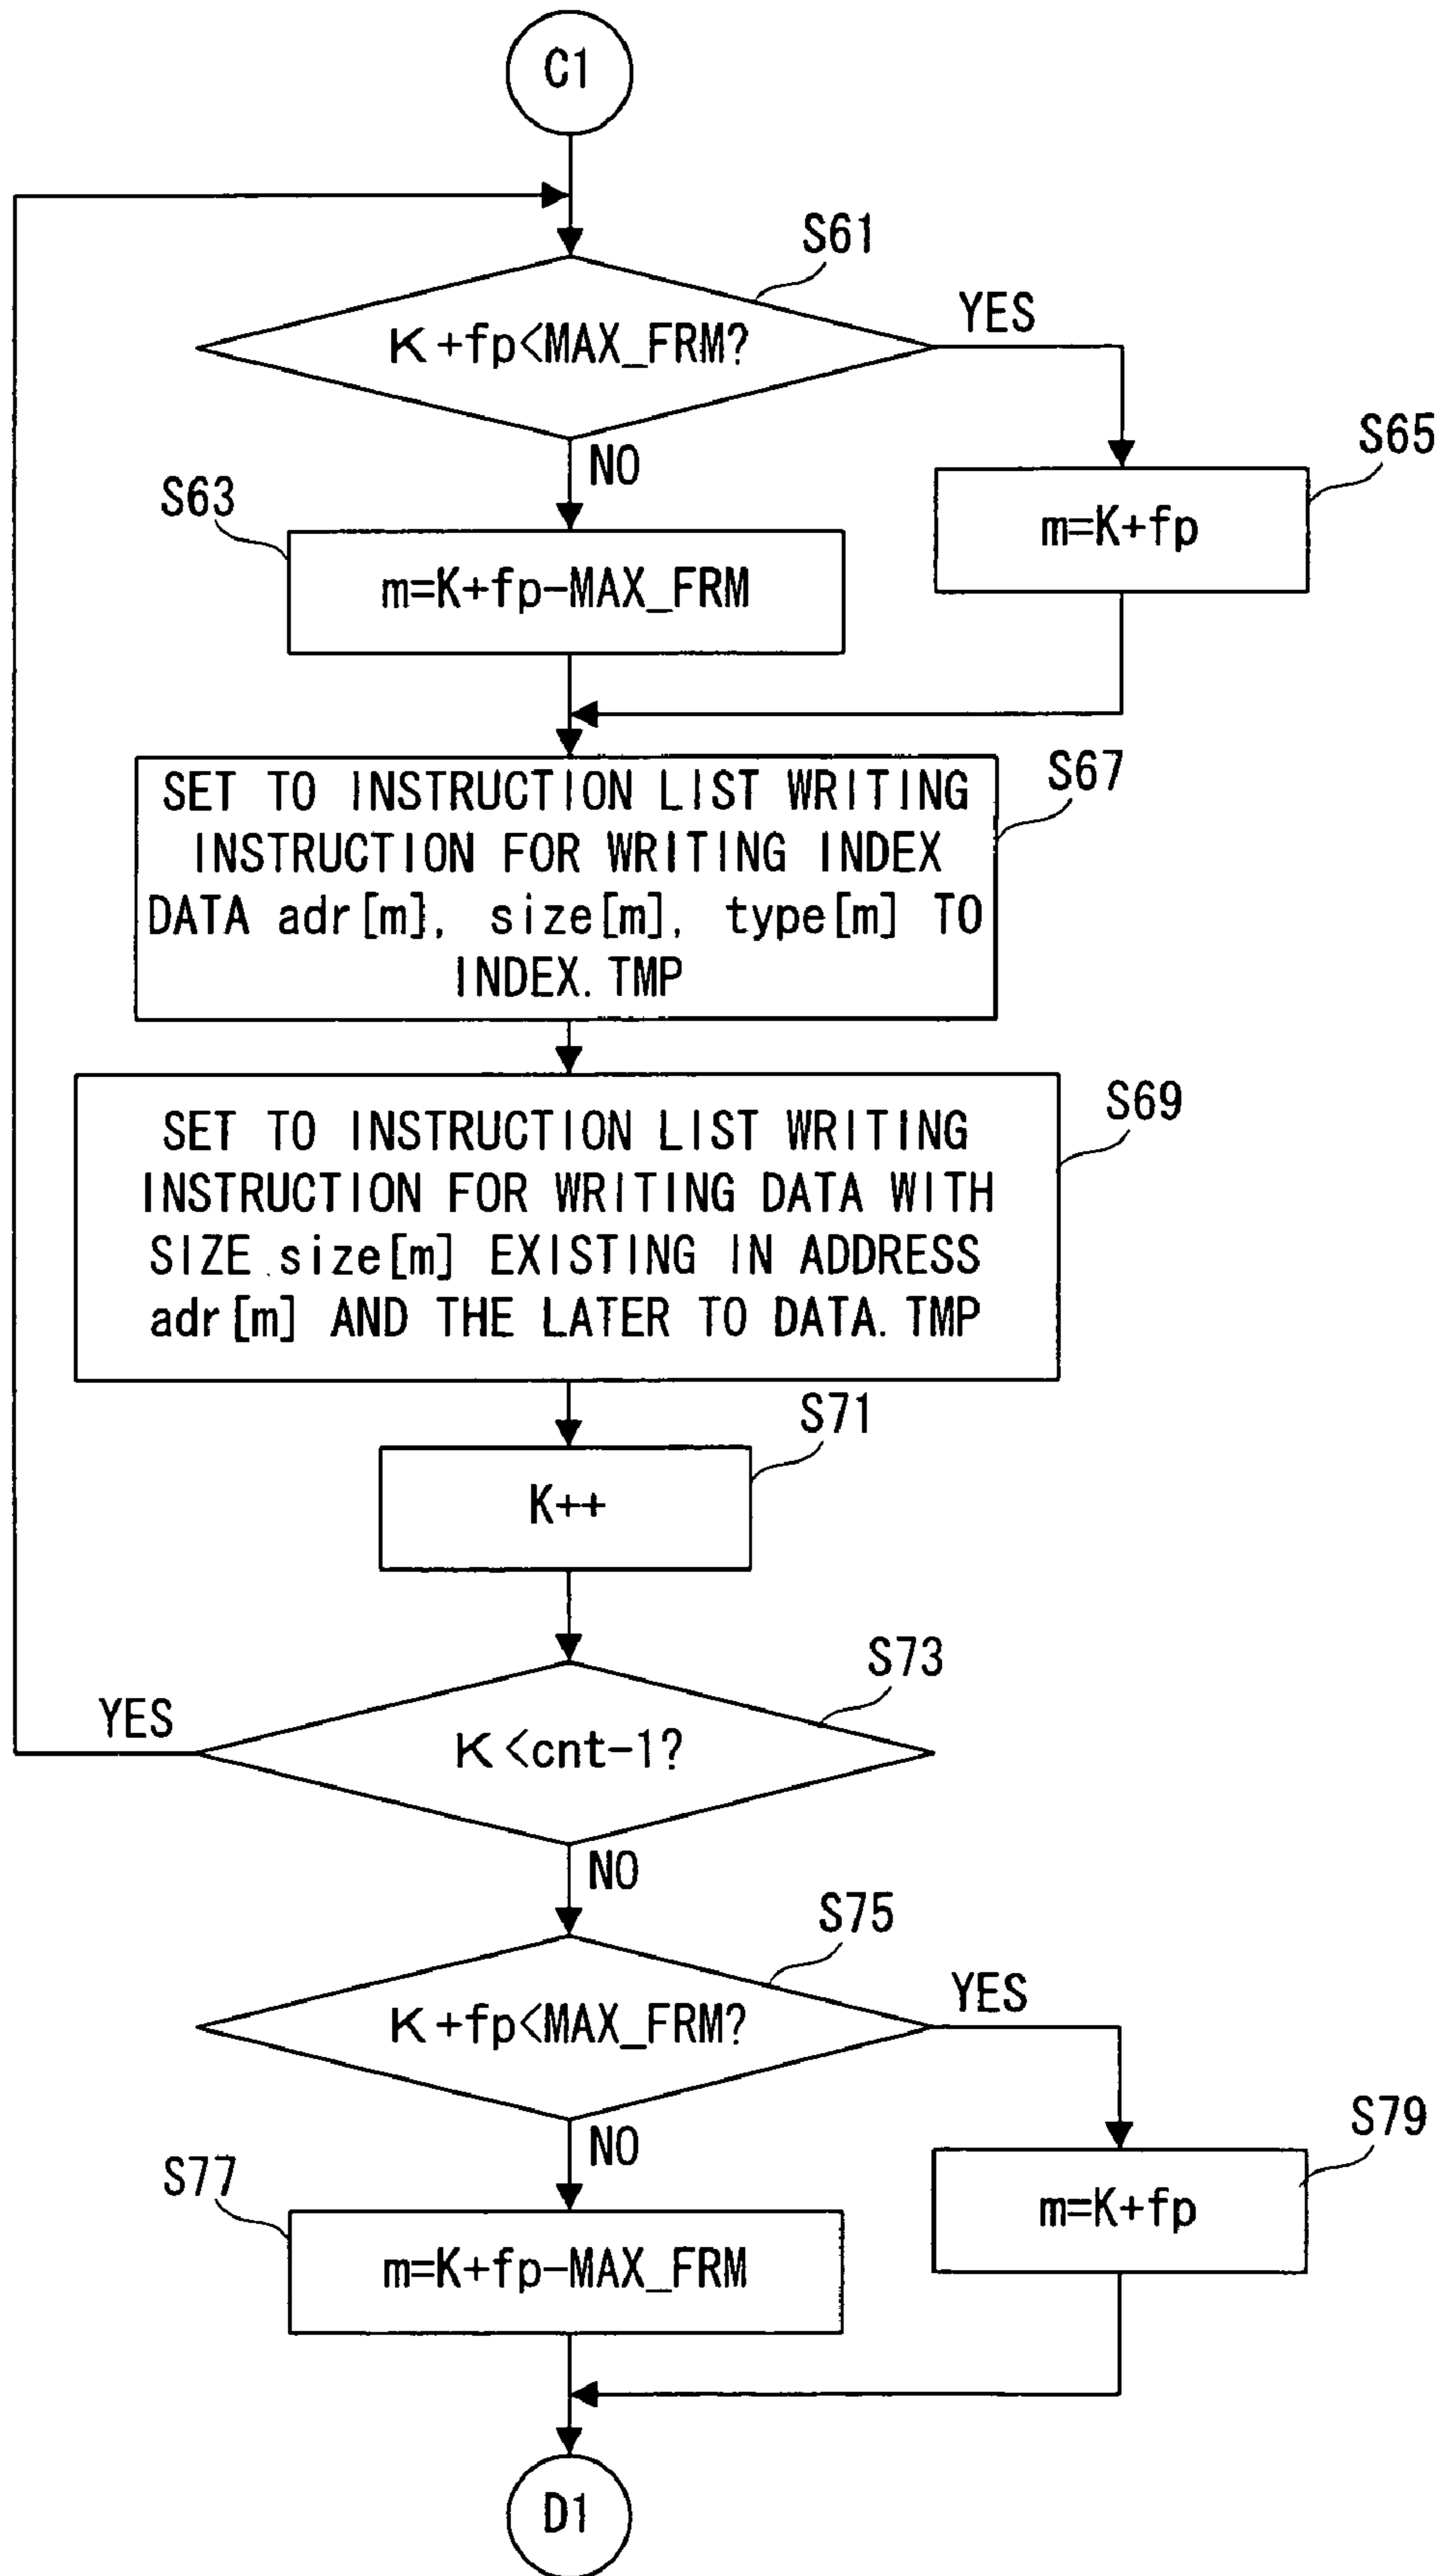 C1
S61
K+fp<MAX_FRM?
YES
NO
S65
m=K+fp
S63
m=K+fp-MAX_FRM
S67
SET TO INSTRUCTION LIST WRITING
INSTRUCTION FOR WRITING INDEX
DATA adr[m], size[m], type[m] TO
INDEX.TMP
S69
SET TO INSTRUCTION LIST WRITING
INSTRUCTION FOR WRITING DATA WITH
SIZE size[m] EXISTING IN ADDRESS
adr[m] AND THE LATER TO DATA.TMP
S71
K++
S73
YES
K<cnt-1?
NO
S75
K+fp<MAX_FRM?
YES
NO
S79
m=K+fp
S77
m=K+fp-MAX_FRM
D1